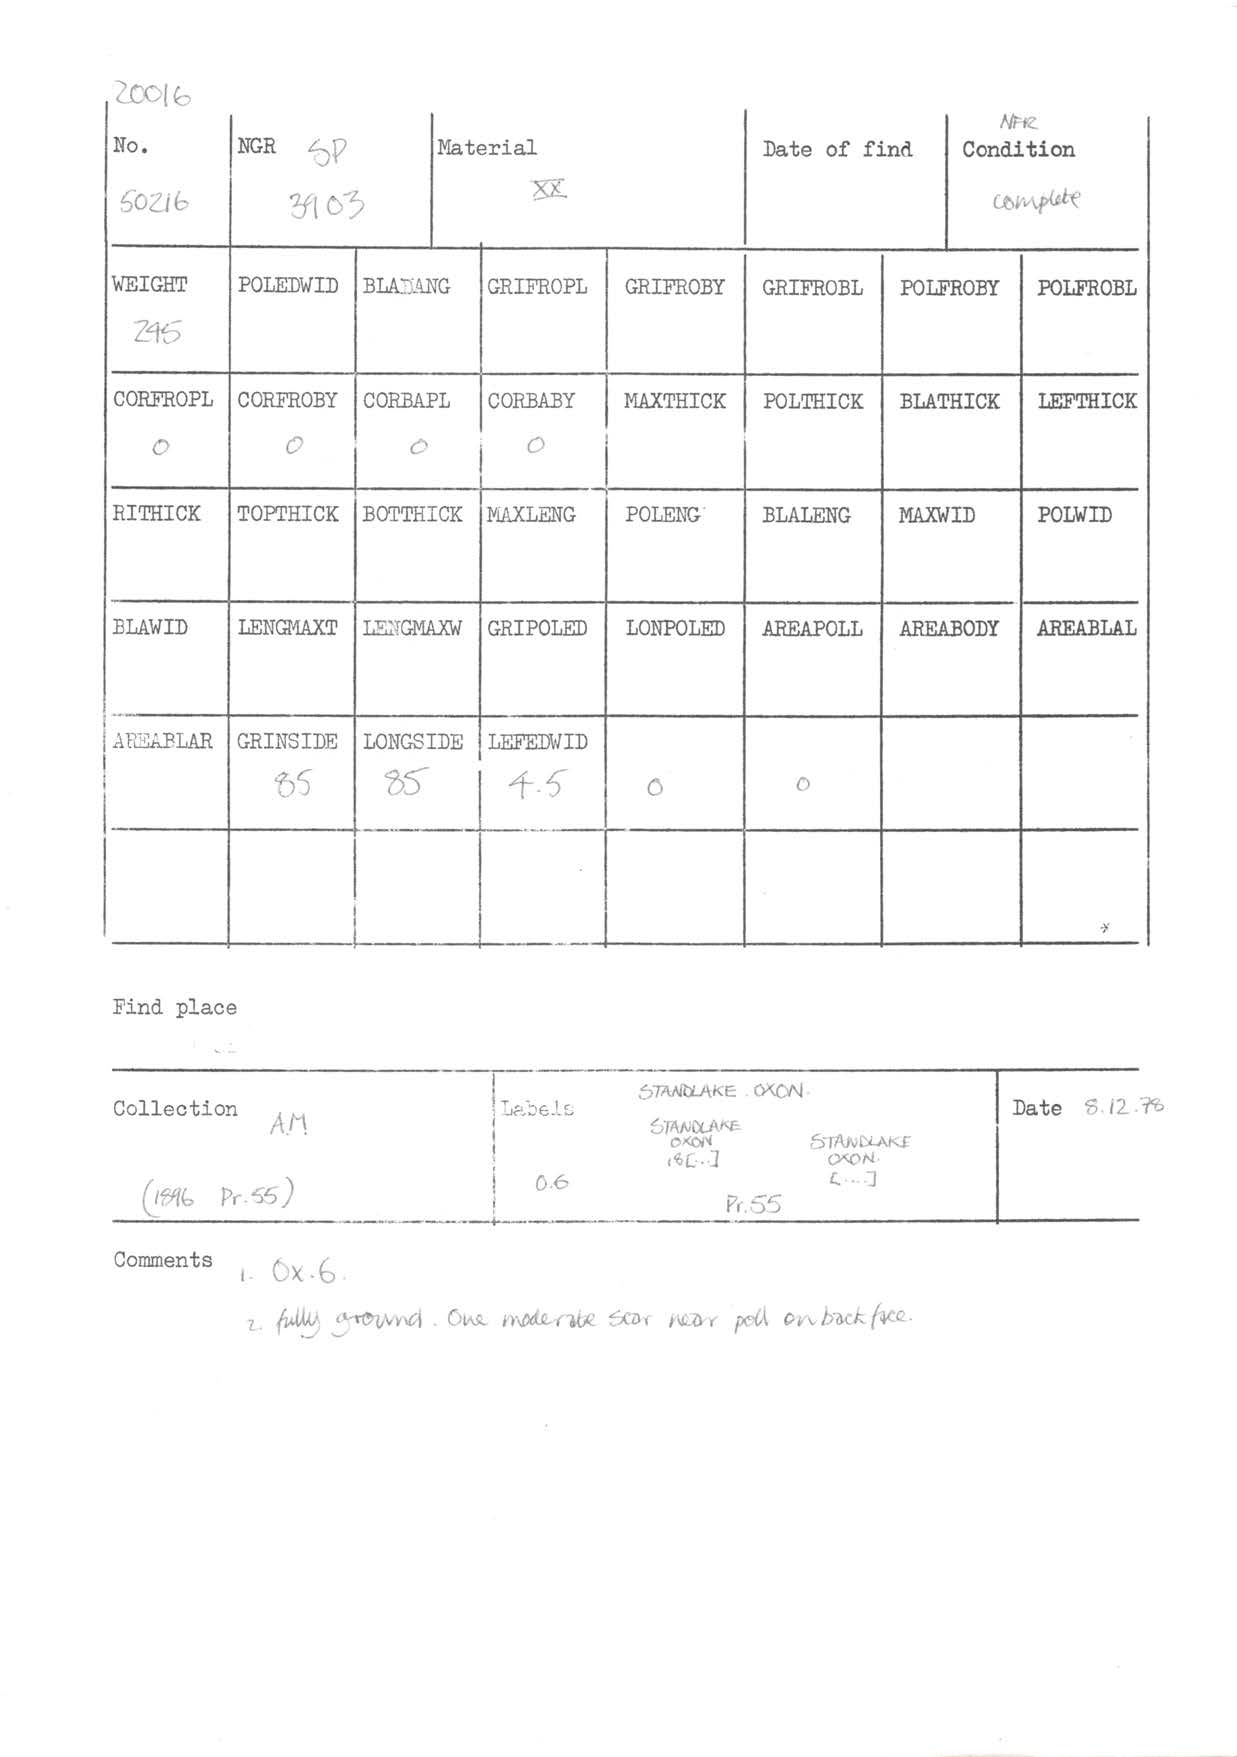 20016
No. NGR SP Material Date of find NFR Condition
50216 3903 XX complete
WEIGHT POLEDWID BLADANG GRIFROPL GRIFROBY GRIFROBL POLFROBY POLFROBL
295
CORFROPL CORFROBY CORBAPL CORBABY MAXTHICK POLTHICK BLATHICK LEFTHICK
0 0 0 0
RITHICK TOPTHICK BOTTHICK MAXLENG POLENG BLALENG MAXWID POLWID
BLAWID LENGMAXT LENGMAXW GRIPOLED LONPOLED AREAPOLL AREABODY AREABLAL
AREABLAR GRINSIDE LONGSIDE LEFEDWID
85 85 4.5 0 0
*
Find place
Collection A.M Labels STANDLAKE . OXON. Date 8.12.78
STANDLAKE
OXON
18[...]
STANDLAKE
OXON.
[....]
(1896 Pr.55) 0.6 Pr.55
Comments 1. Ox.6.
2. fully ground. One moderate scar near poll on back face.